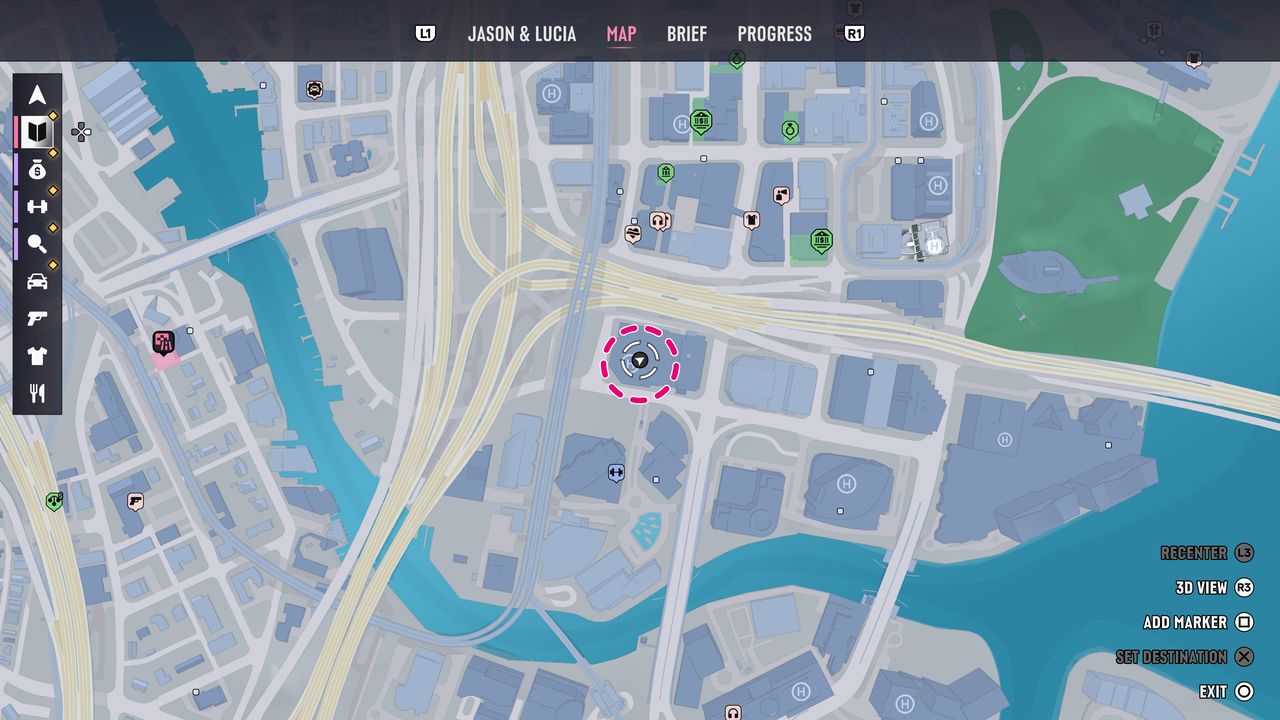 L1 JASON & LUCIA MAP BRIEF PROGRESS R1
H
H
H
H
H
H
H
H
H
H
RECENTER L3
3D VIEW R3
ADD MARKER
SET DESTINATION
EXIT